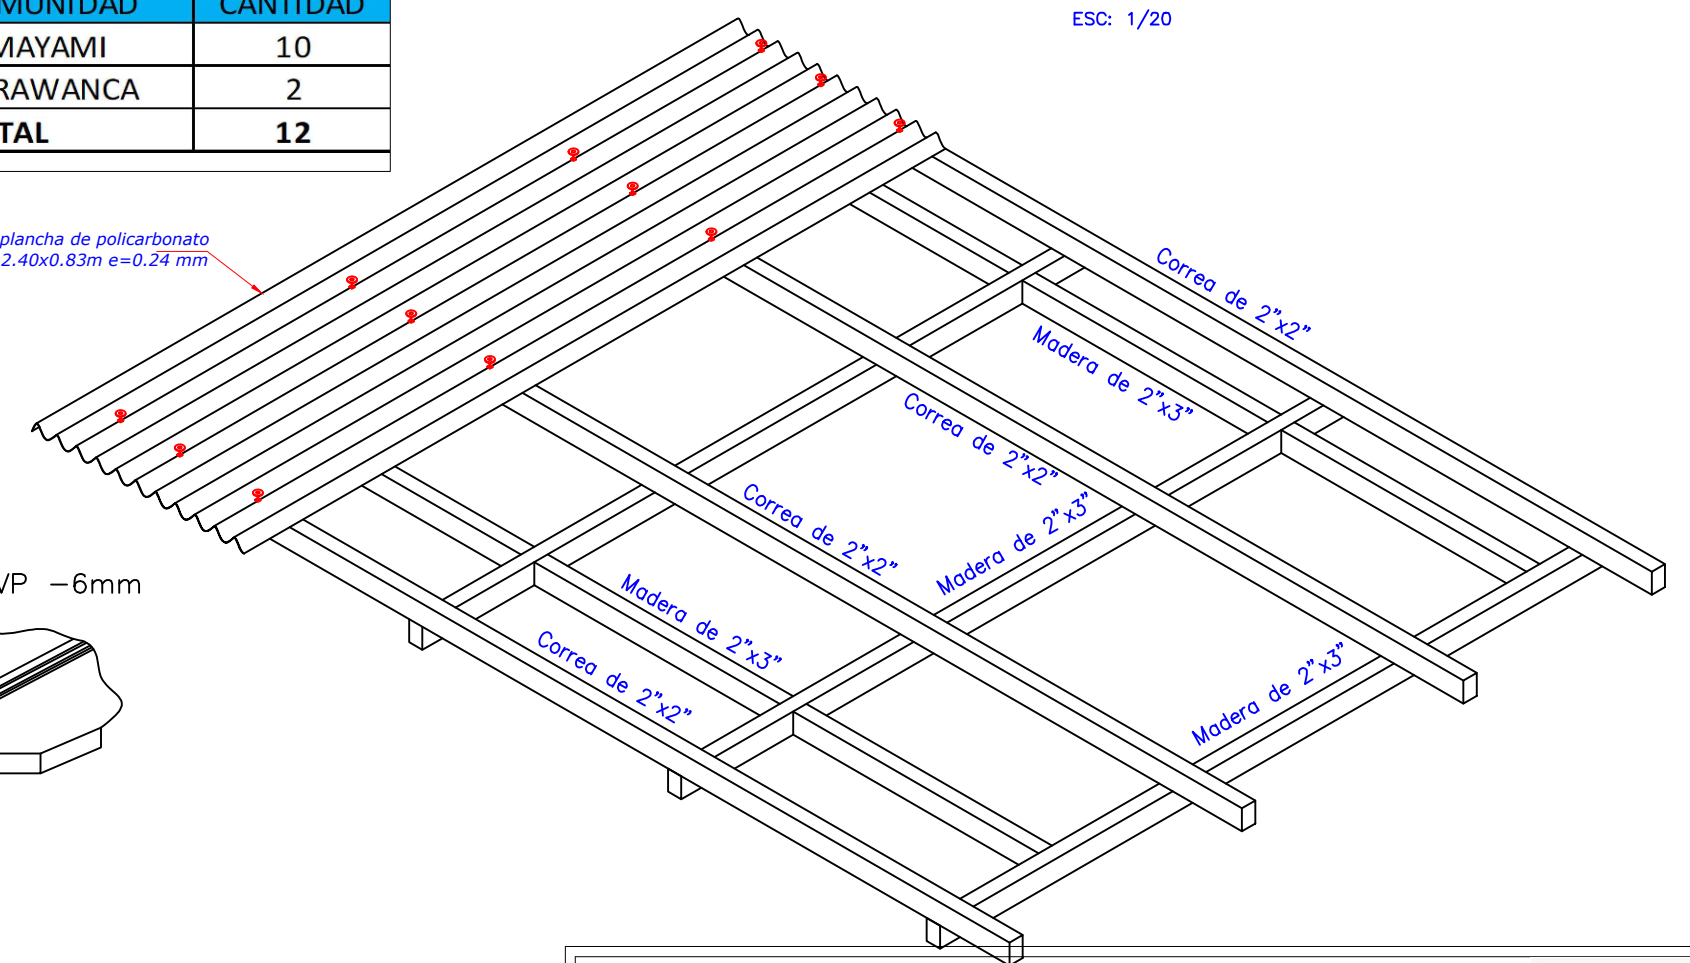 MUNIDAD CANTIDAD
MAYAMI 10
RAWANCA 2
TAL 12
ESC: 1/20
plancha de policarbonato
2.40x0.83m e=0.24 mm
Correa de 2"x2"
Madera de 2"x3"
Correa de 2"x2"
Correa de 2"x2"
Madera de 2"x3"
Madera de 2"x3"
Correa de 2"x2"
Madera de 2"x3"
VP -6mm